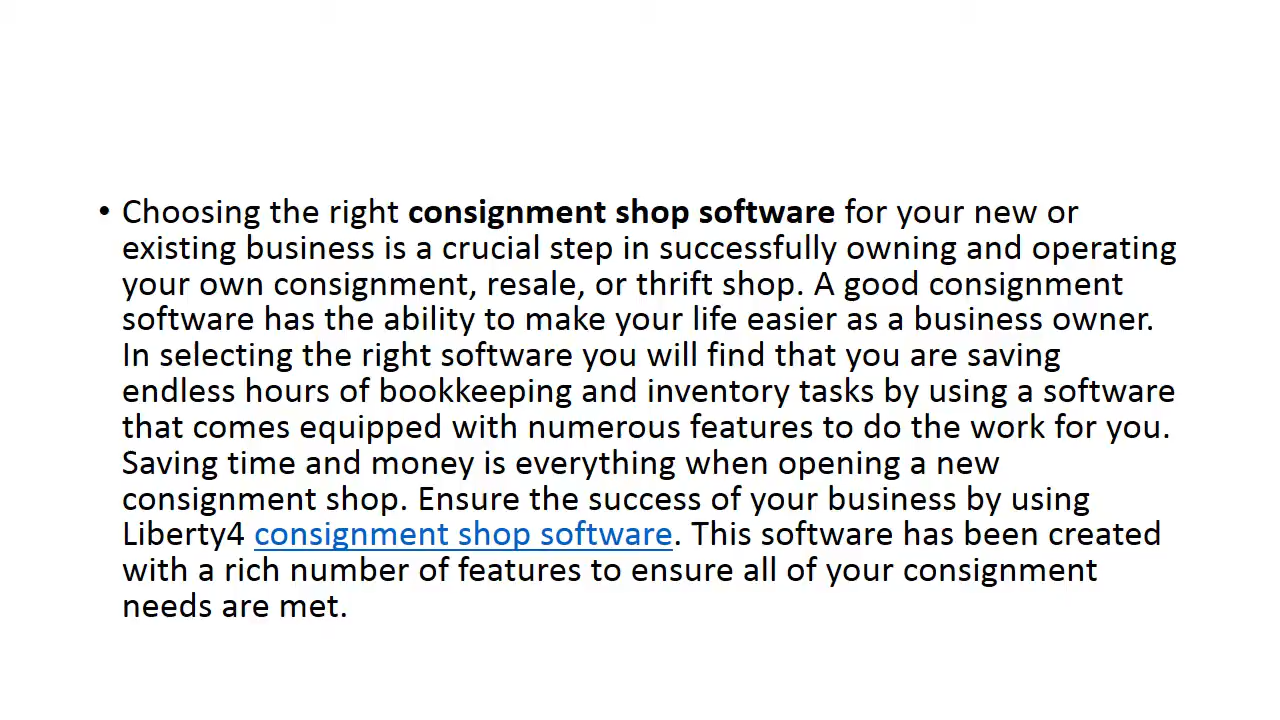 • Choosing the right consignment shop software for your new or
existing business is a crucial step in successfully owning and operating
your own consignment, resale, or thrift shop. A good consignment
software has the ability to make your life easier as a business owner.
In selecting the right software you will find that you are saving
endless hours of bookkeeping and inventory tasks by using a software
that comes equipped with numerous features to do the work for you.
Saving time and money is everything when opening a new
consignment shop. Ensure the success of your business by using
Liberty4 consignment shop software. This software has been created
with a rich number of features to ensure all of your consignment
needs are met.